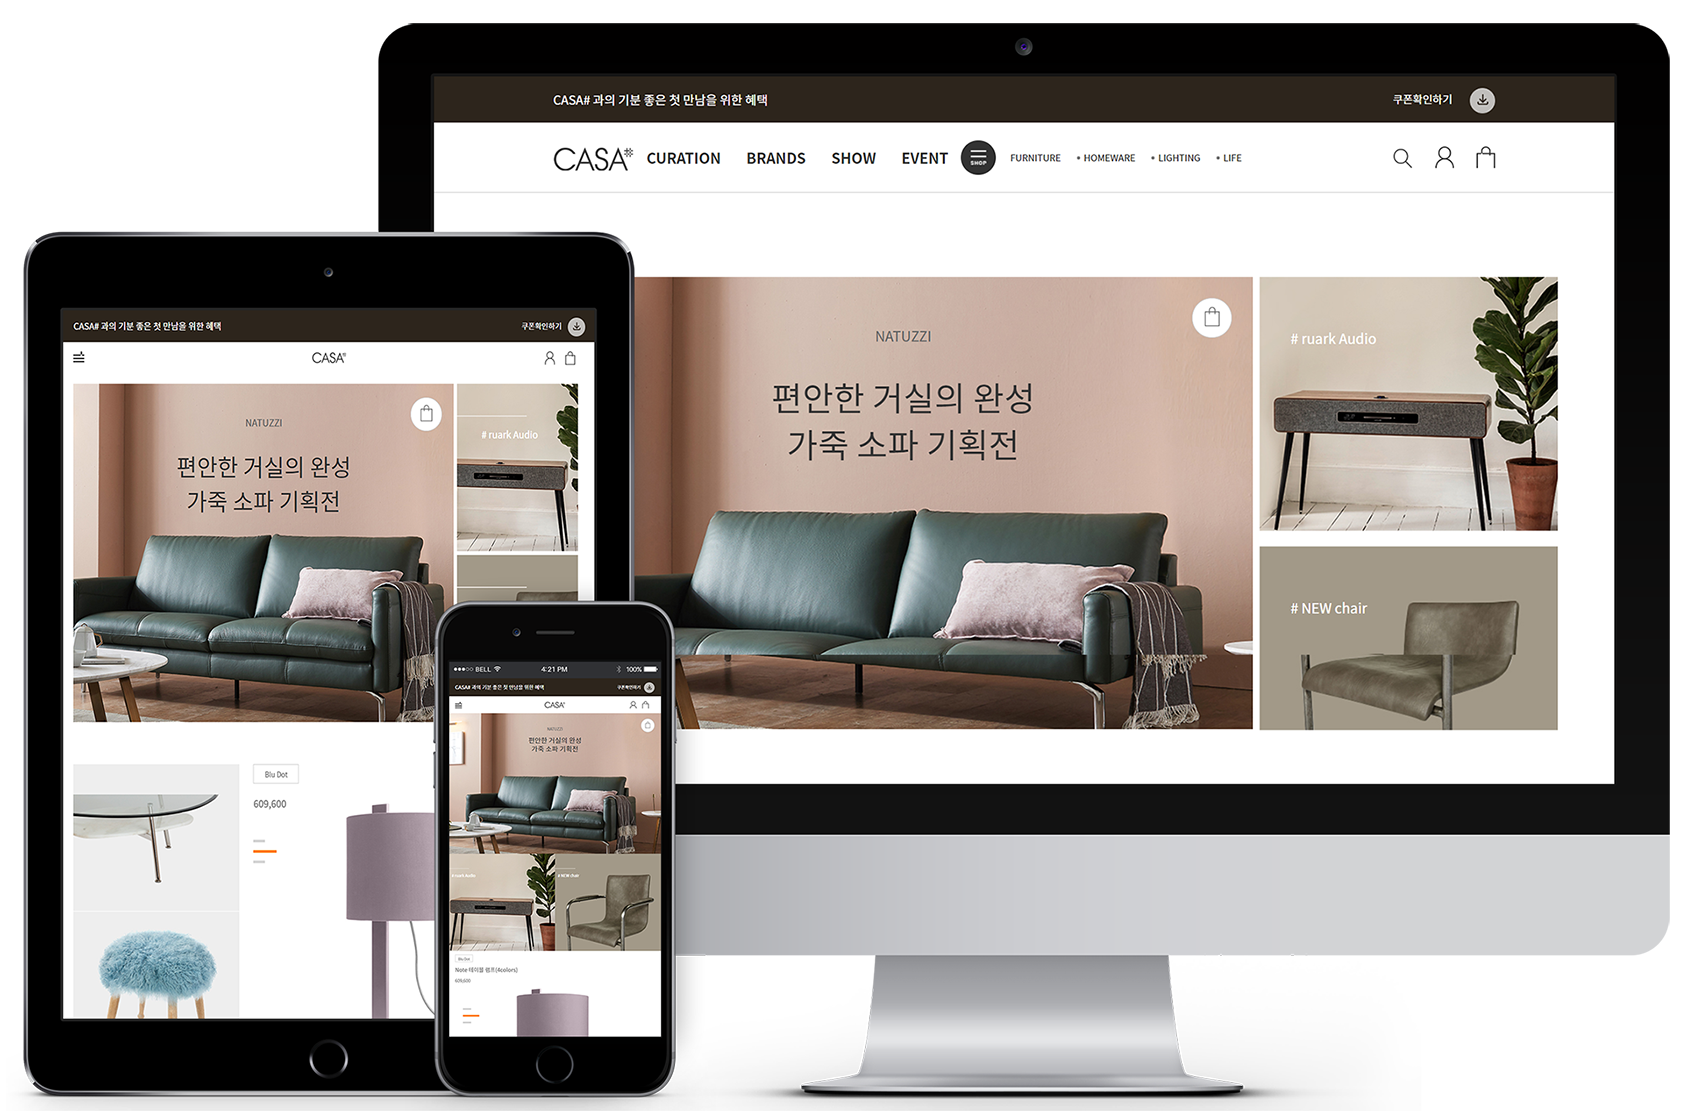 CASA# 과의 기분 좋은 첫 만남을 위한 혜택
쿠폰확인하기
CASA#
CURATION
BRANDS
SHOW
EVENT
SHOP
FURNITURE
• HOMEWARE
• LIGHTING
• LIFE
NATUZZI
편안한 거실의 완성
가죽 소파 기획전
# ruark Audio
# NEW chair
CASA# 과의 기분 좋은 첫 만남을 위한 혜택
쿠폰확인하기
CASA#
NATUZZI
편안한 거실의 완성
가죽 소파 기획전
# ruark Audio
Blu Dot
609,600
BELL
4:21 PM
100%
CASA# 과의 기분 좋은 첫 만남을 위한 혜택
쿠폰확인하기
CASA#
NATUZZI
편안한 거실의 완성
가죽 소파 기획전
# ruark Audio
# NEW chair
Blu Dot
Note 테이블 램프(4colors)
609,600